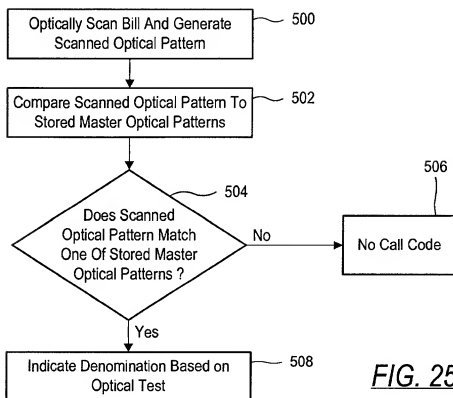 Optically Scan Bill And Generate
Scanned Optical Pattern
500
Compare Scanned Optical Pattern To
Stored Master Optical Patterns
502
504
Does Scanned
Optical Pattern Match
One Of Stored Master
Optical Patterns ?
No
506
No Call Code
Yes
Indicate Denomination Based on
Optical Test
508
FIG. 25